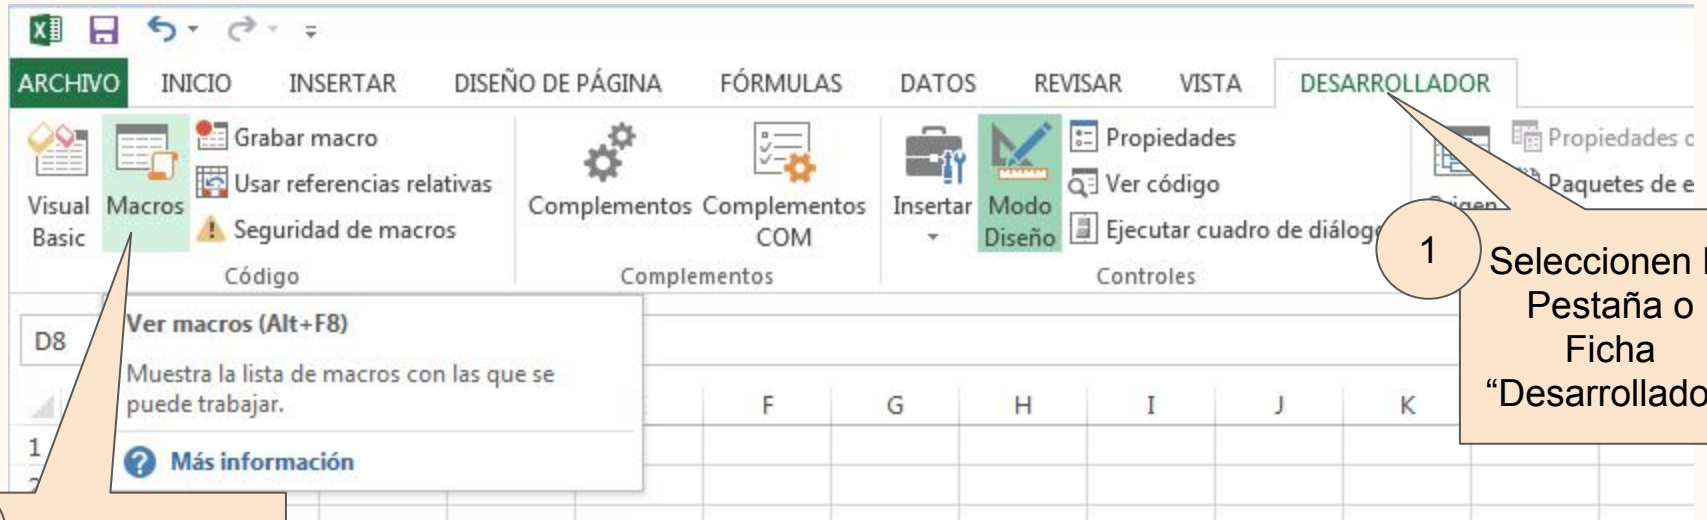 ARCHIVO INICIO INSERTAR DISEÑO DE PÁGINA FÓRMULAS DATOS REVISAR VISTA DESARROLLADOR
Visual Basic
Macros
Grabar macro
Usar referencias relativas
Seguridad de macros
Código
Complementos
Complementos COM
Complementos
Insertar
Modo Diseño
Propiedades
Ver código
Ejecutar cuadro de diálogo
Controles
Propiedades
Paquetes de
1
Seleccionen
Pestaña o
Ficha
“Desarrollado
D8
Ver macros (Alt+F8)
Muestra la lista de macros con las que se
puede trabajar.
Más información
F G H I J K
1